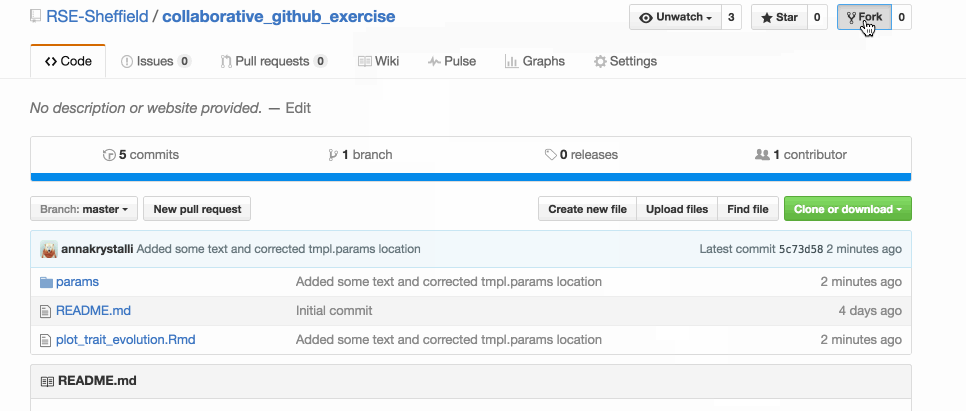 RSE-Sheffield / collaborative_github_exercise Unwatch 3 Star 0 Fork 0
Code Issues 0 Pull requests 0 Wiki Pulse Graphs Settings
No description or website provided. — Edit
5 commits 1 branch 0 releases 1 contributor
Branch: master New pull request Create new file Upload files Find file Clone or download
annakrystalli Added some text and corrected tmpl.params location Latest commit 5c73d58 2 minutes ago
params Added some text and corrected tmpl.params location 2 minutes ago
README.md Initial commit 4 days ago
plot_trait_evolution.Rmd Added some text and corrected tmpl.params location 2 minutes ago
README.md